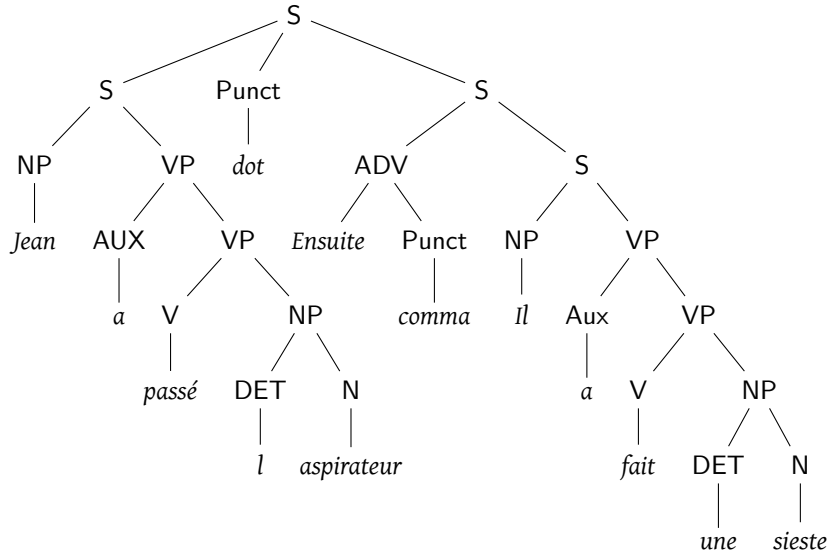 S
S Punct S
NP VP dot ADV S
Jean AUX VP Ensuite Punct NP VP
a V NP comma Il Aux VP
passé DET N a V NP
l aspirateur fait DET N
une sieste